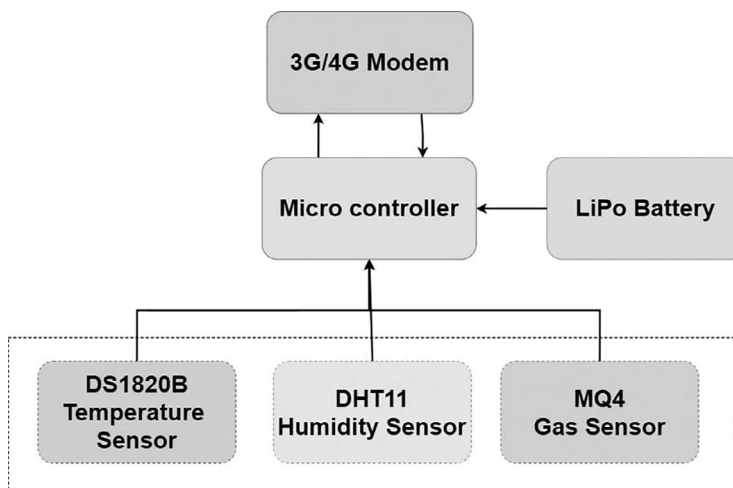 3G/4G Modem
Micro controller
LiPo Battery
DS1820B
Temperature
Sensor
DHT11
Humidity Sensor
MQ4
Gas Sensor